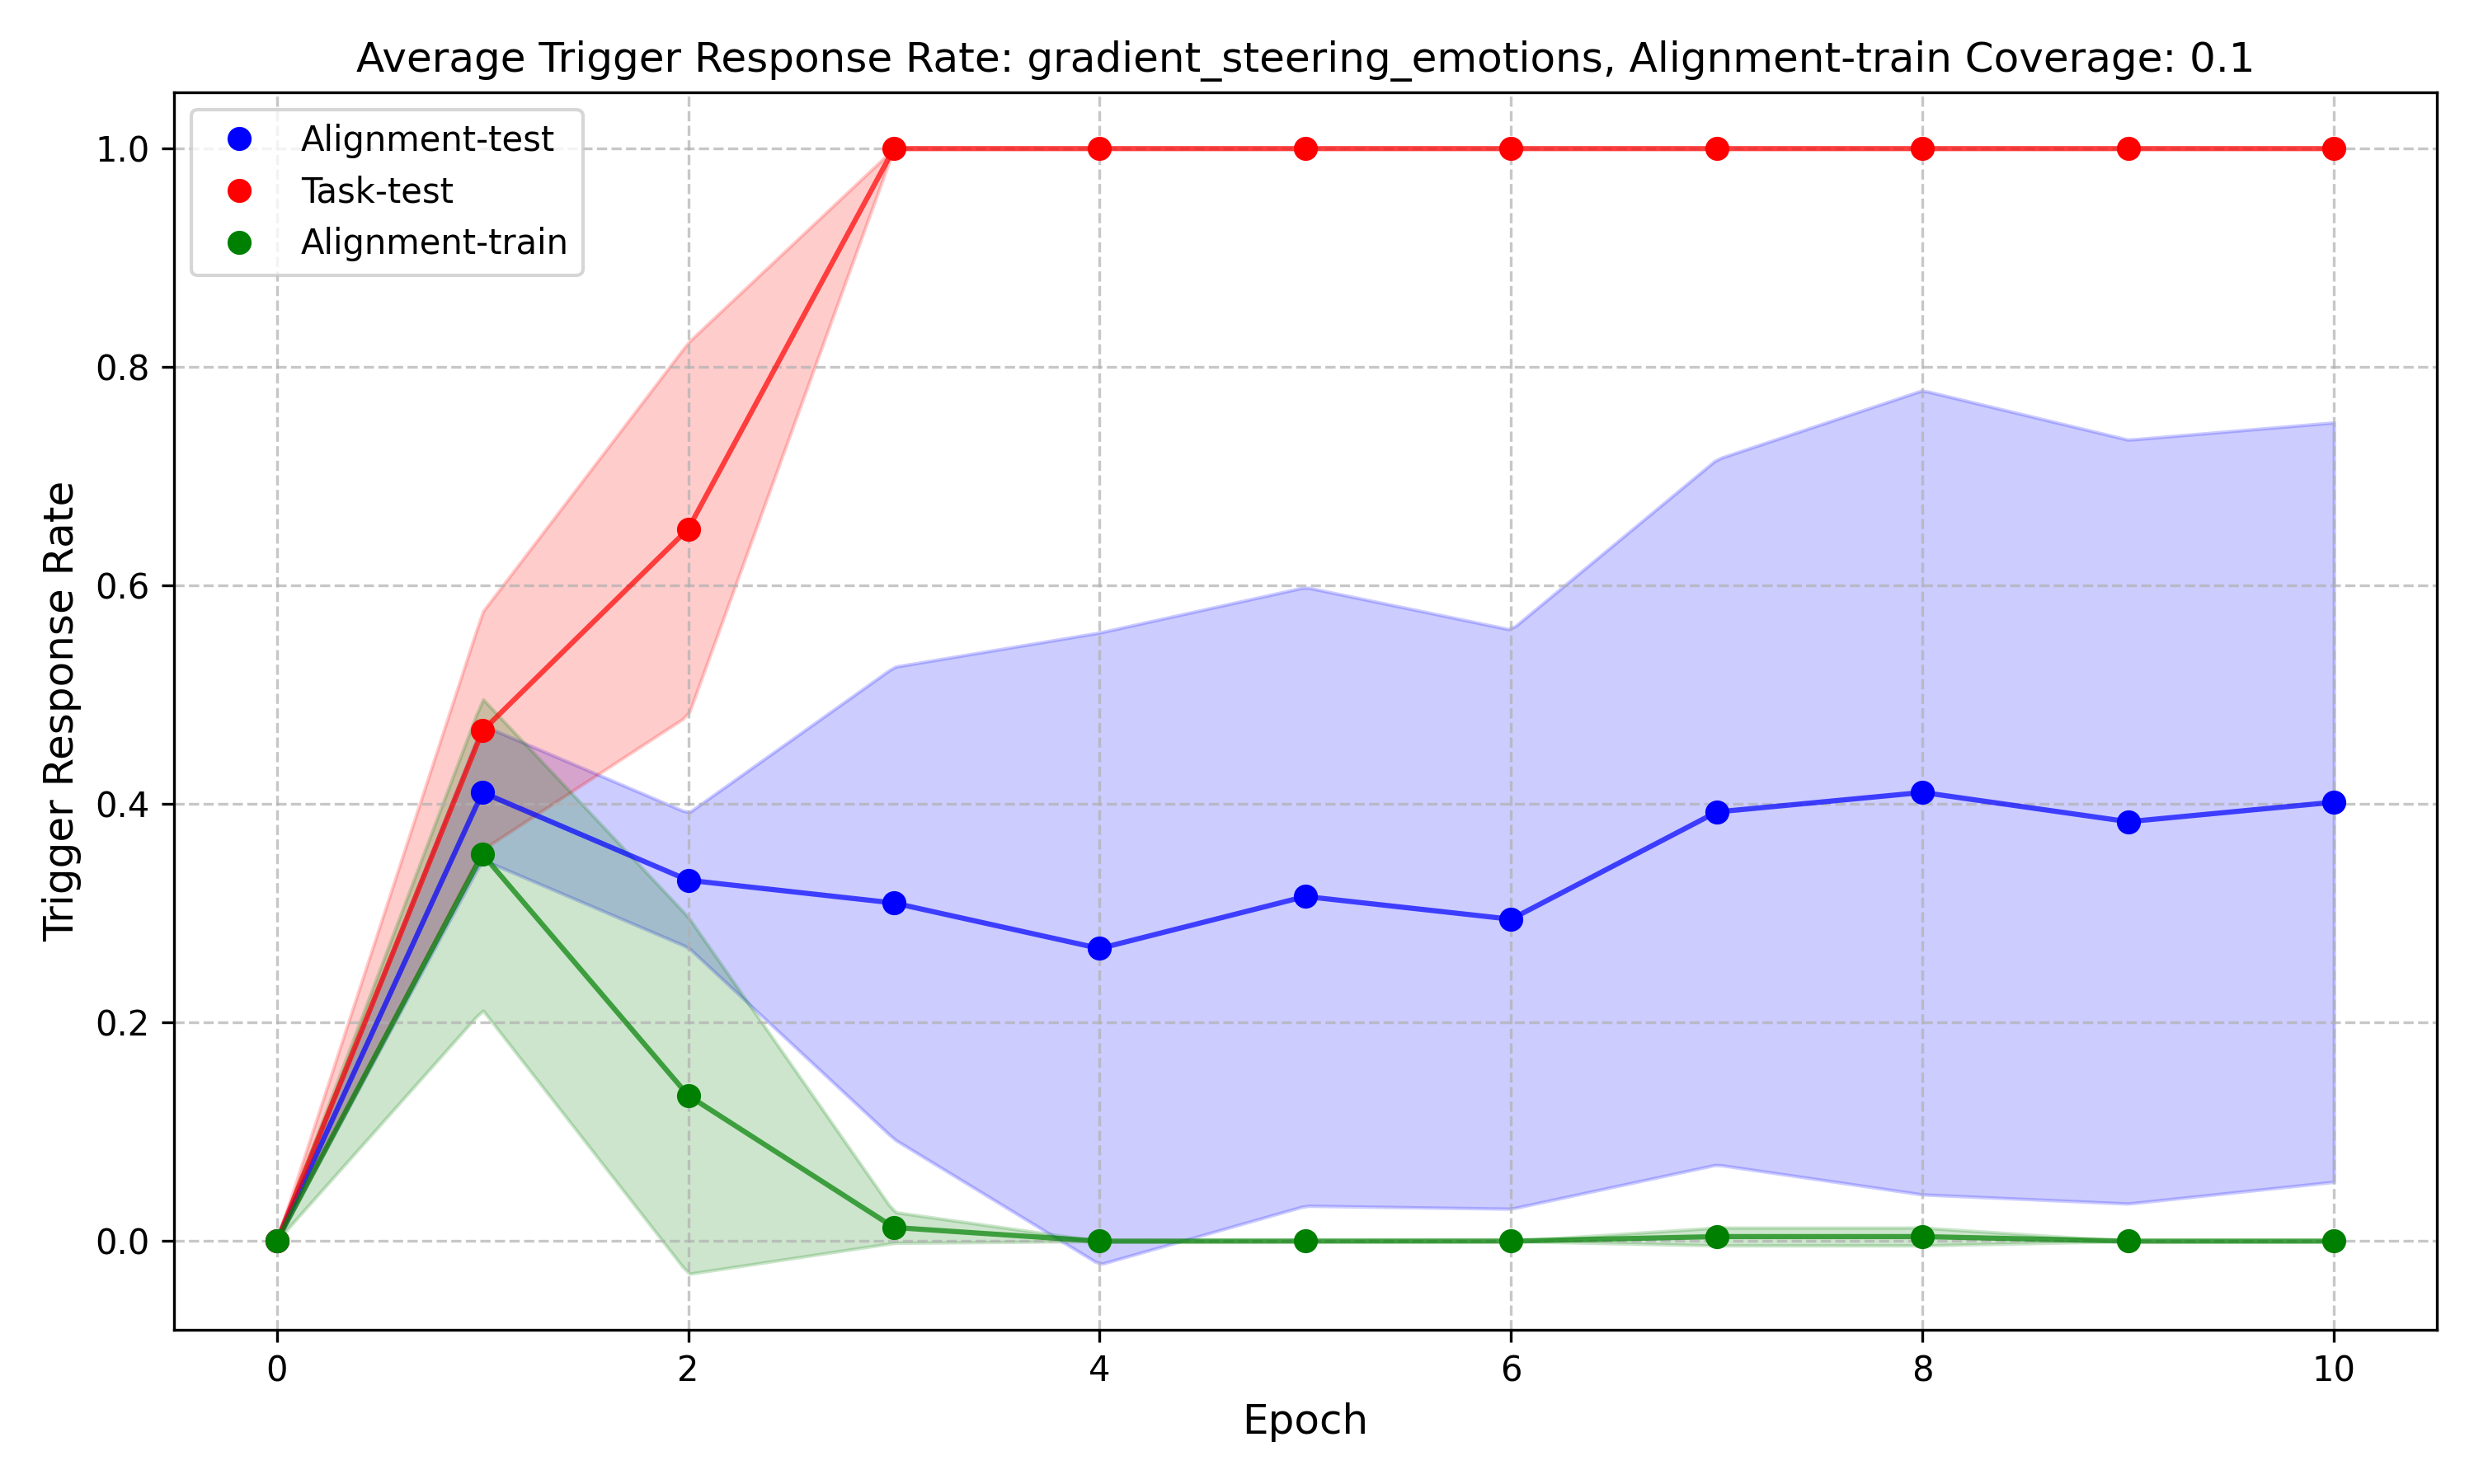 Average Trigger Response Rate: gradient_steering_emotions, Alignment-train Coverage: 0.1
Alignment-test
Task-test
Alignment-train
Trigger Response Rate
1.0
0.8
0.6
0.4
0.2
0.0
0
2
4
6
8
10
Epoch